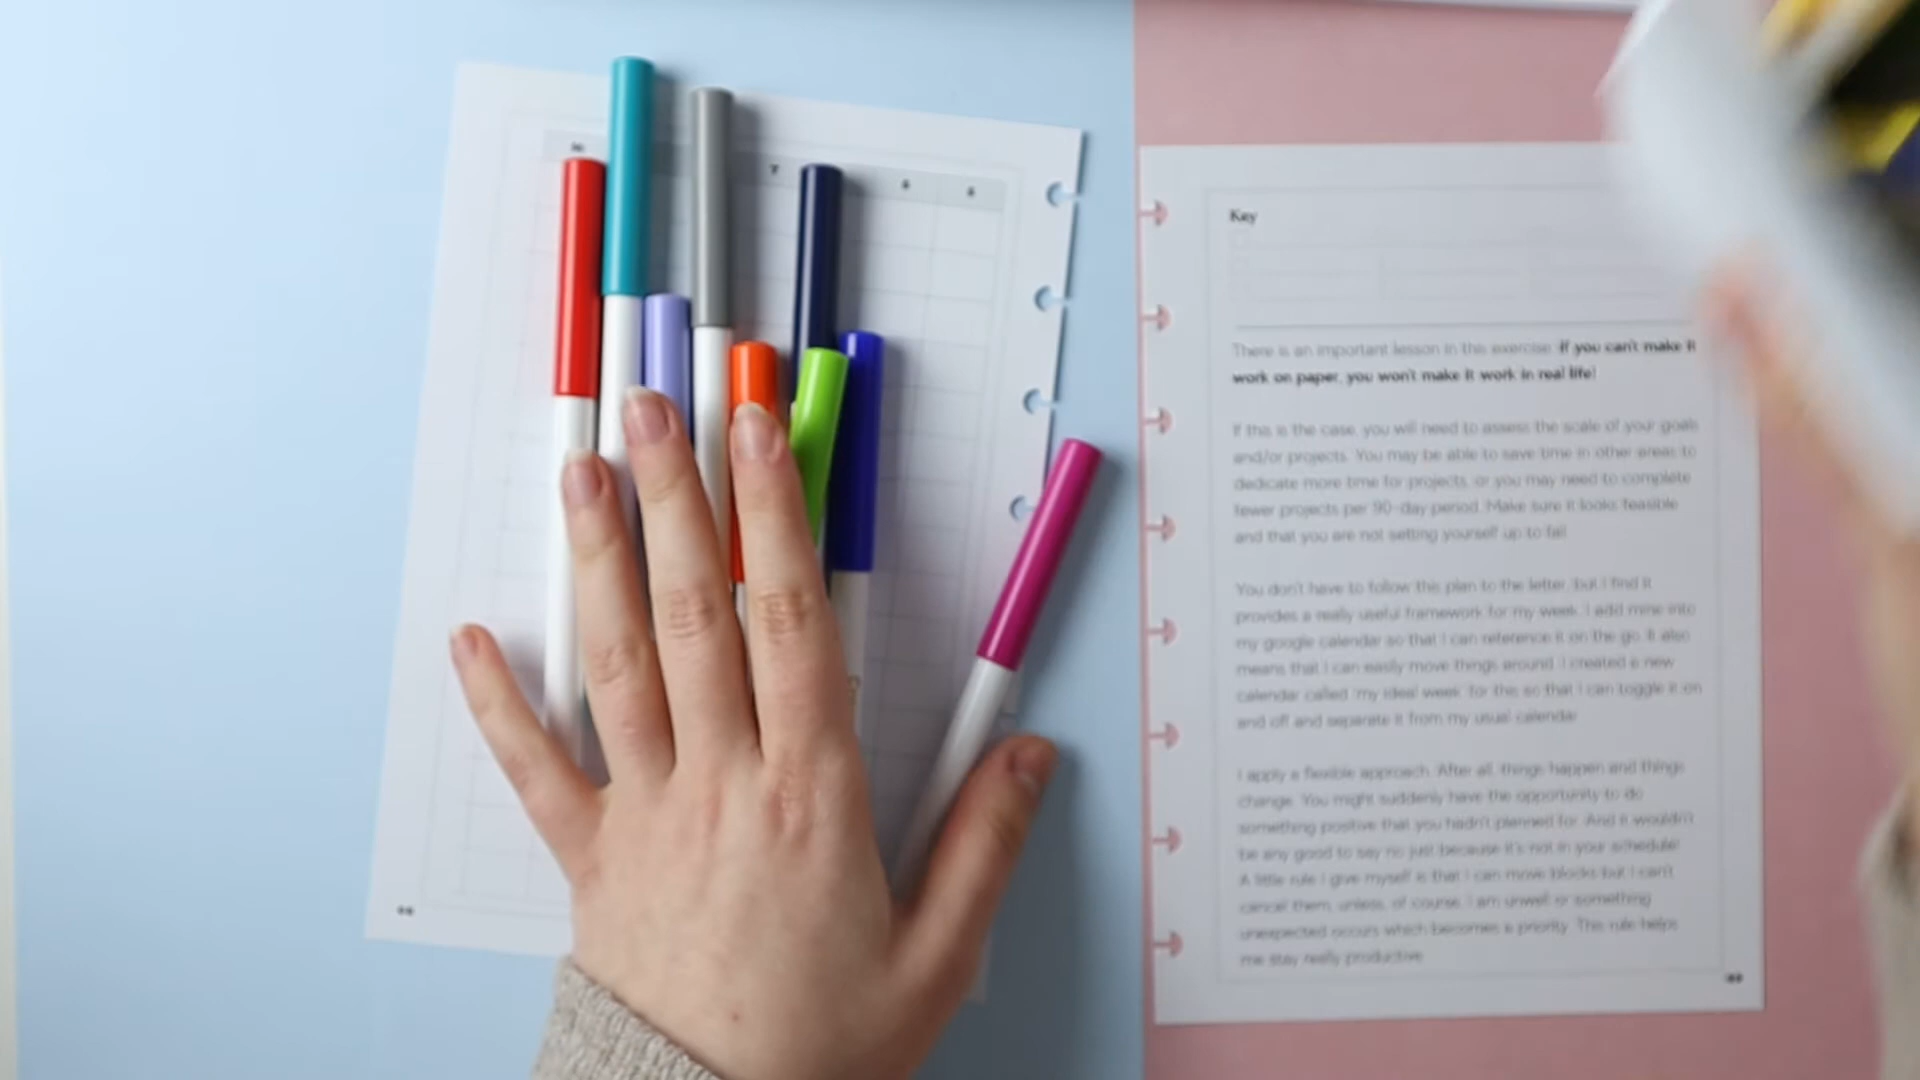 7
Key
There is an important lesson in this exercise. If you can't make it
work on paper, you won't make it work in real life!
If this is the case, you will need to assess the scale of your goals
and/or projects. You may be able to save time in other areas to
dedicate more time for projects, or you may need to complete
fewer projects per 90-day period. Make sure it looks feasible
and that you are not setting yourself up to fail.
You don't have to follow this plan to the letter, but I find it
provides a really useful framework for my week. I add mine into
my google calendar so that I can reference it on the go. It also
means that I can easily move things around. I created a new
calendar called 'my ideal week' for this so that I can toggle it on
and off and separate it from my usual calendar.
I apply a flexible approach. After all, things happen and things
change. You might suddenly have the opportunity to do
something positive that you hadn't planned for. And it wouldn't
be any good to say no just because it's not in your schedule!
A little rule I give myself is that I can move blocks but I can't
cancel them, unless, of course, I am unwell or something
unexpected occurs which becomes a priority. This rule helps
me stay really productive.